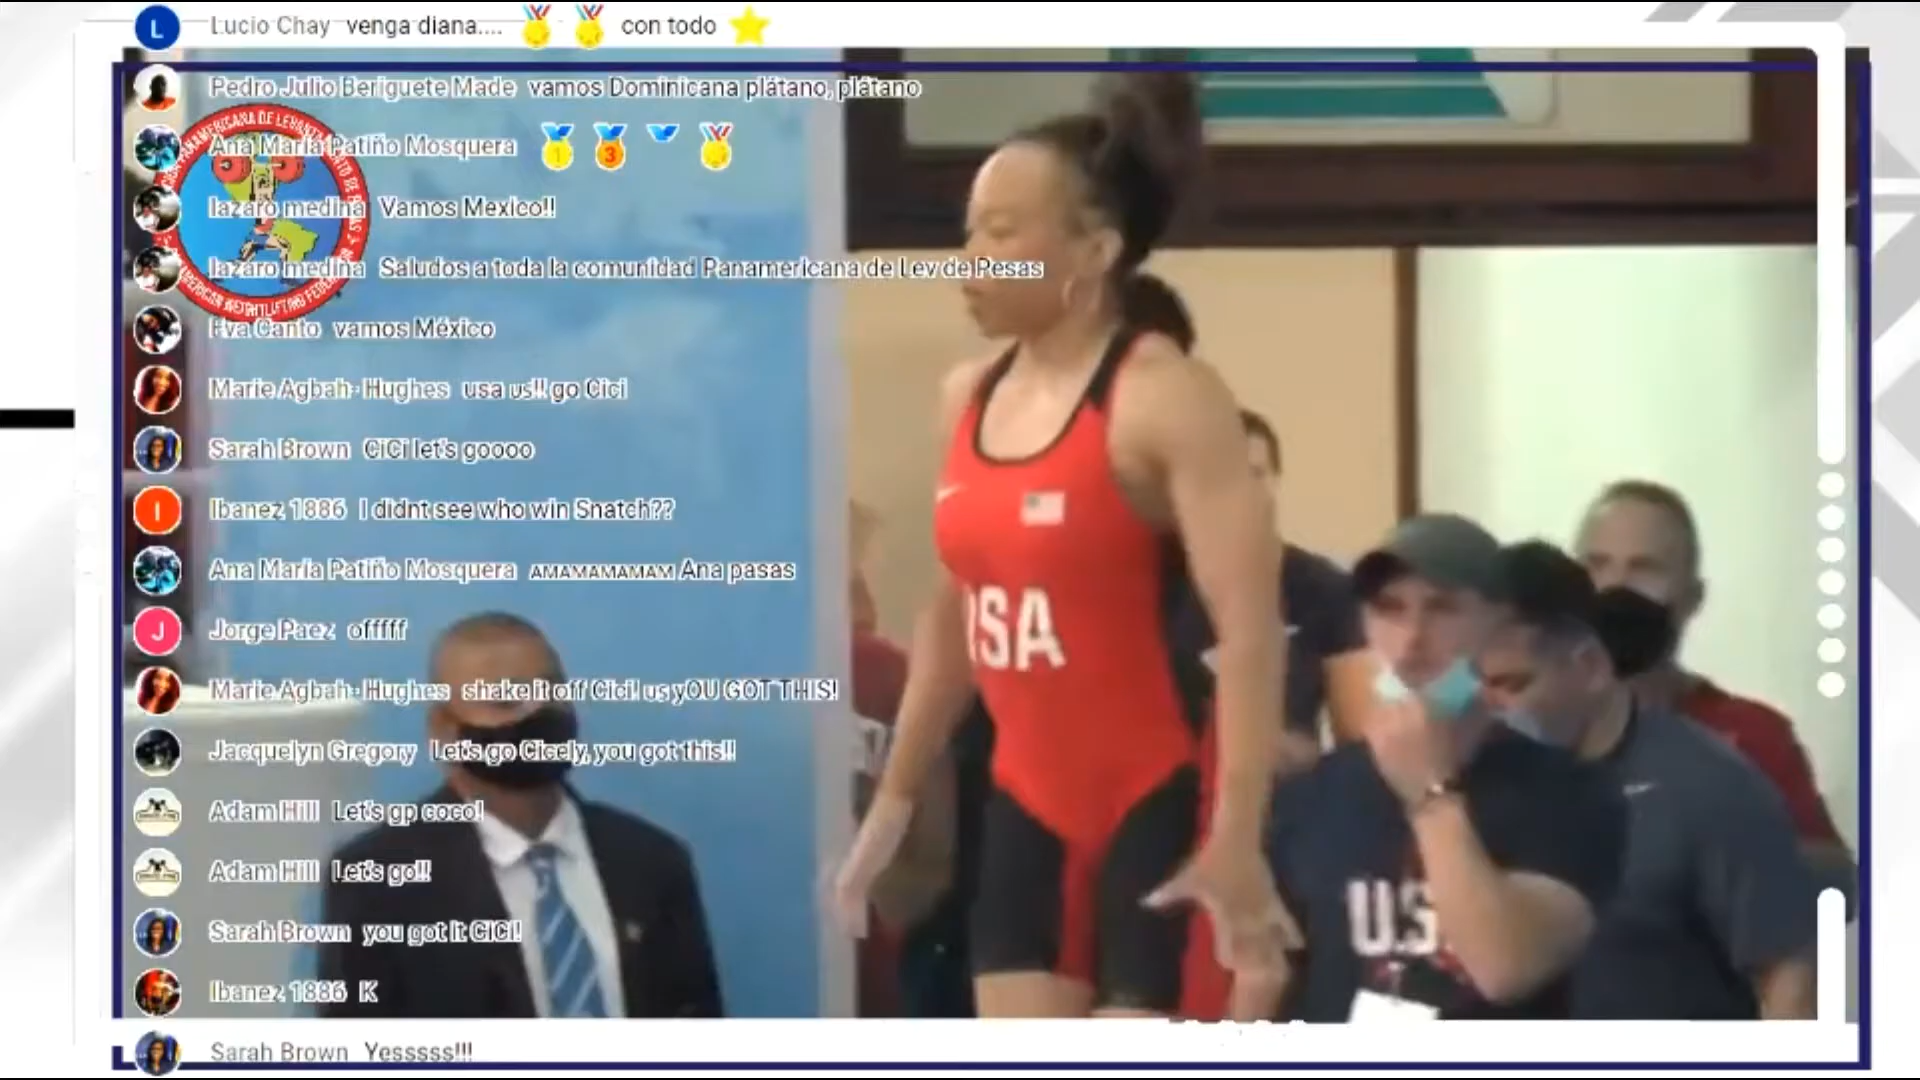 Lucio Chay venga diana.... con todo
Pedro Julio Beriguete Made vamos Dominicana plátano, plátano
Ana María Patiño Mosquera
lazaro medina Vamos Mexico!!
lazaro medina Saludos a toda la comunidad Panamericana de Lev de Pesas
Eva Canto vamos México
Marie Agbah-Hughes usa us!! go Cici
Sarah Brown CiCi let's goooo
Ibanez 1886 I didnt see who win Snatch??
Ana María Patiño Mosquera AMAMAMAMAM Ana pasas
Jorge Paez offffff
Marie Agbah-Hughes shake it off Cici! us yOU GOT THIS!
Jacquelyn Gregory Let's go Cicely, you got this!!
Adam Hill Let's gp coco!
Adam Hill Let's go!!
Sarah Brown you got it CiCi!
Ibanez 1886 K
Sarah Brown Yesssss!!!
L
I
J
USA
U.S.